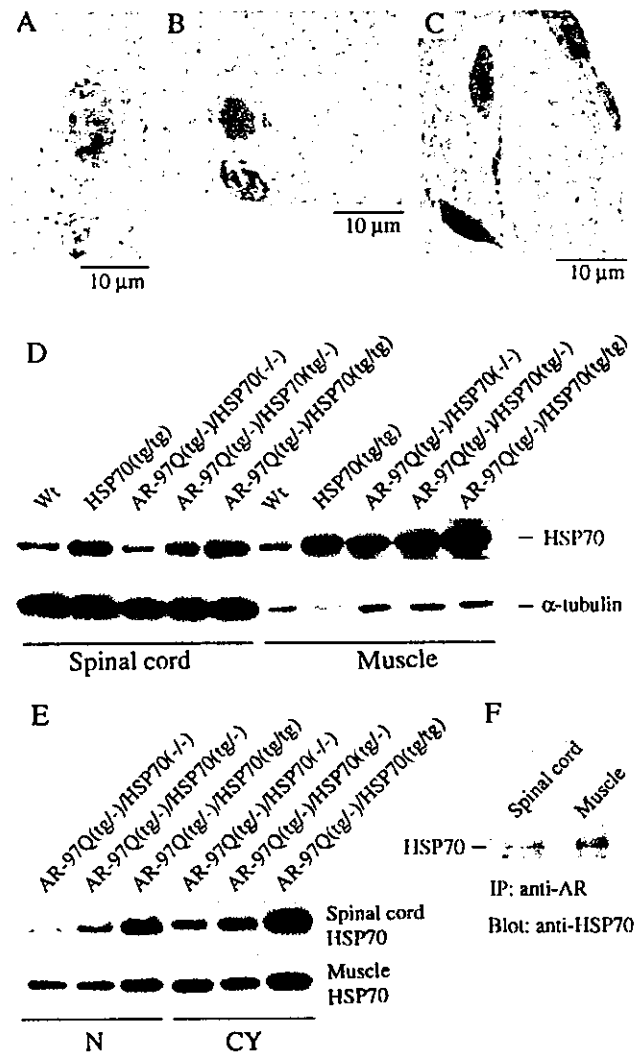 A
B
C
10 µm
10 µm
10 µm
D
Wt
HSP70(tg/tg)
AR-97Q(tg/-)/HSP70(-/-)
AR-97Q(tg/-)/HSP70(tg/-)
AR-97Q(tg/-)/HSP70(tg/tg)
Wt
HSP70(tg/tg)
AR-97Q(tg/-)/HSP70(-/-)
AR-97Q(tg/-)/HSP70(tg/-)
AR-97Q(tg/-)/HSP70(tg/tg)
– HSP70
– α-tubulin
Spinal cord
Muscle
E
AR-97Q(tg/-)/HSP70(-/-)
AR-97Q(tg/-)/HSP70(tg/-)
AR-97Q(tg/-)/HSP70(tg/tg)
AR-97Q(tg/-)/HSP70(-/-)
AR-97Q(tg/-)/HSP70(tg/-)
AR-97Q(tg/-)/HSP70(tg/tg)
Spinal cord
HSP70
Muscle
HSP70
N
CY
F
Spinal cord
Muscle
HSP70 –
IP: anti-AR
Blot: anti-HSP70